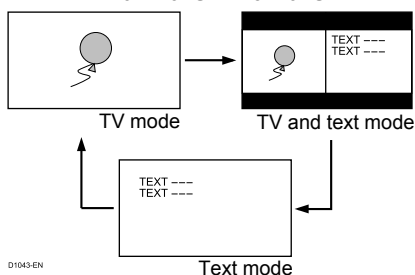 TEXT ---
TEXT ---
TV mode
TV and text mode
TEXT ---
TEXT ---
D1043-EN
Text mode